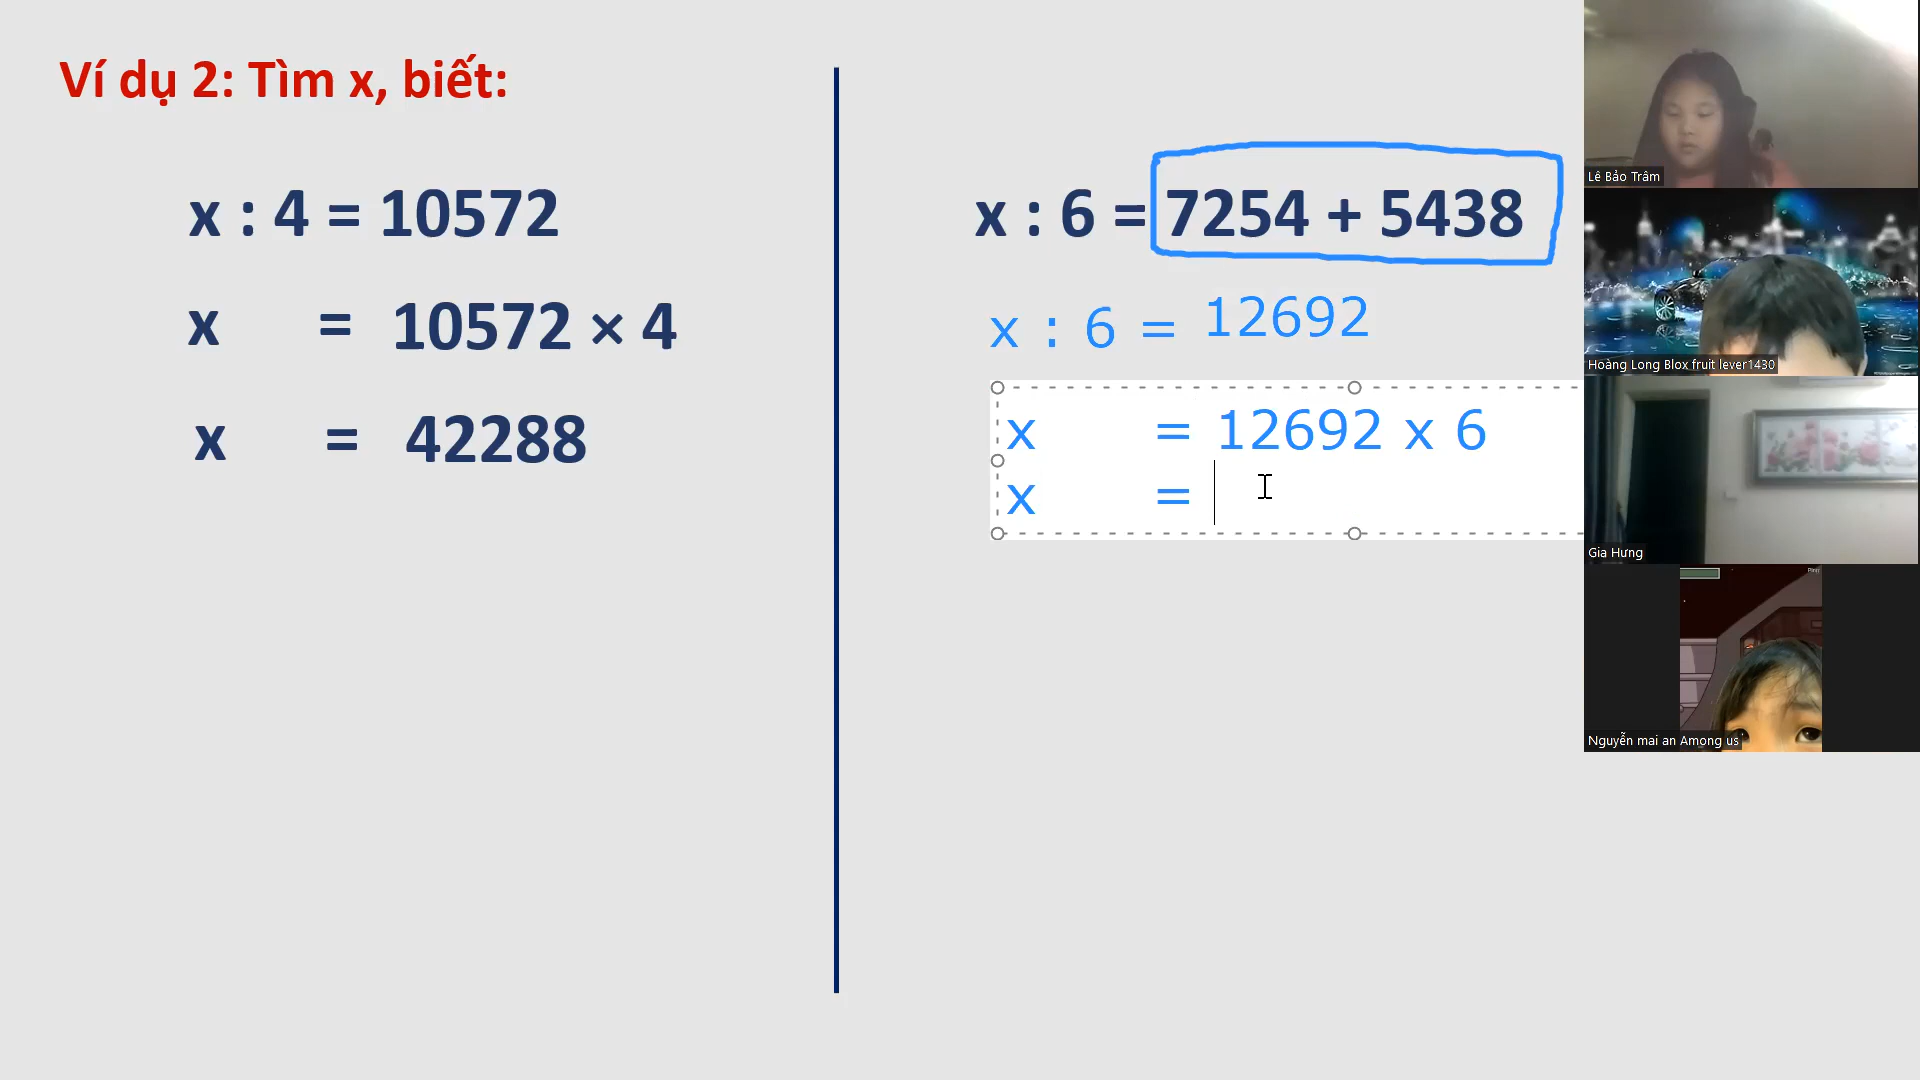 Ví dụ 2: Tìm x, biết:
x : 4 = 10572
x = 10572 × 4
x = 42288
x : 6 = 7254 + 5438
x : 6 = 12692
x = 12692 x 6
x =
Lê Bảo Trâm
Hoàng Long Blox fruit lever1430
Gia Hưng
Nguyễn mai an Among us